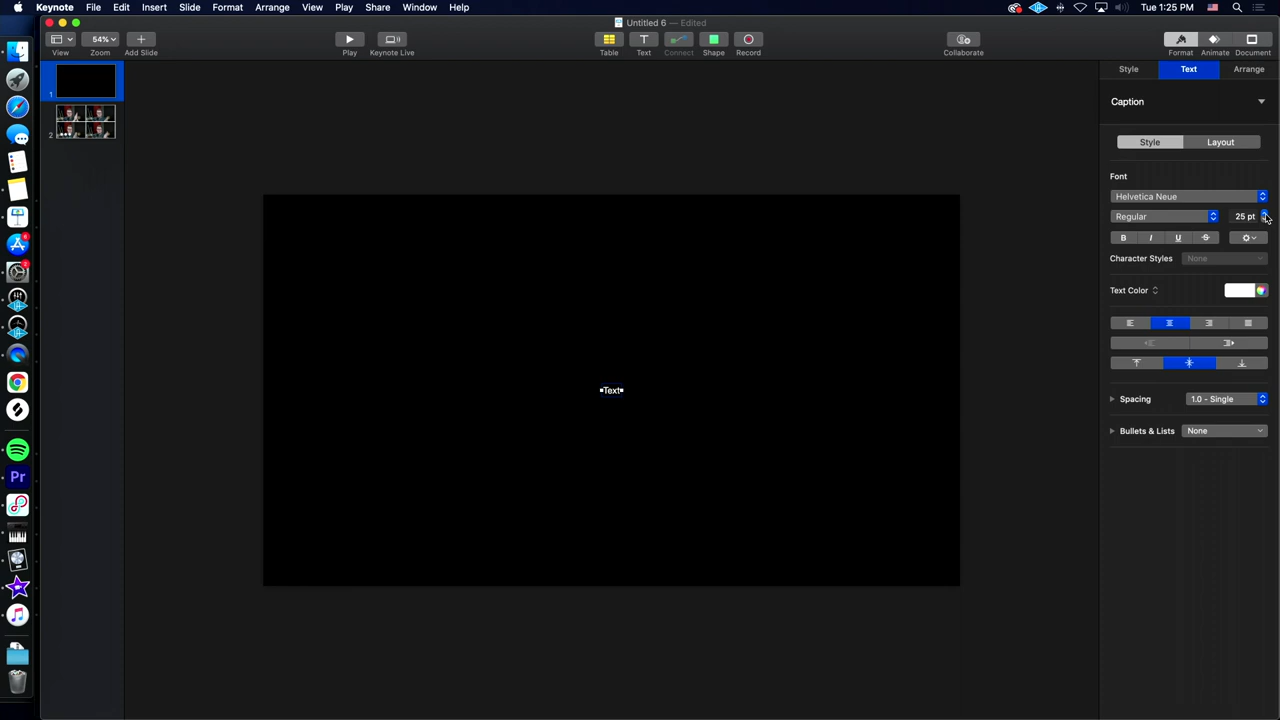 Keynote File Edit Insert Slide Format Arrange View Play Share Window Help
Tue 1:25 PM
Untitled 6 — Edited
54%
View Zoom Add Slide
Play Keynote Live
Table Text Connect Shape Record
Collaborate
Format Animate Document
Style Text Arrange
1
2
Caption
Style Layout
Font
Helvetica Neue
Regular 25 pt
B I U S
Character Styles None
Text Color
Text
Spacing 1.0 - Single
Bullets & Lists None
Pr